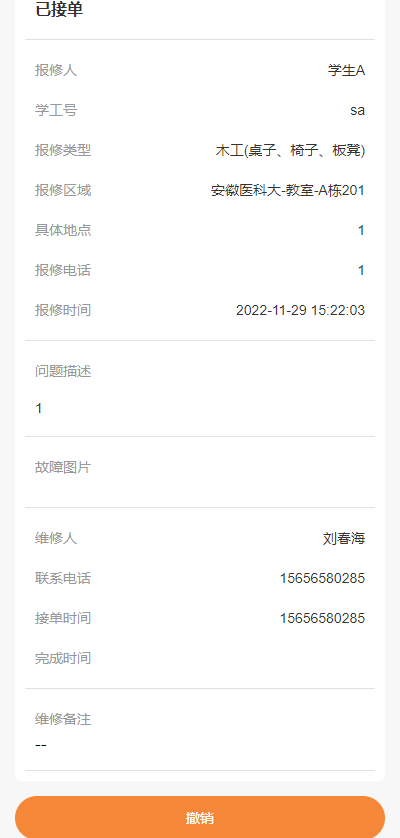 已接单
报修人 学生A
学工号 sa
报修类型 木工(桌子、椅子、板凳)
报修区域 安徽医科大-教室-A栋201
具体地点 1
报修电话 1
报修时间 2022-11-29 15:22:03
问题描述
1
故障图片
维修人 刘春海
联系电话 15656580285
接单时间 15656580285
完成时间
维修备注
--
撤销